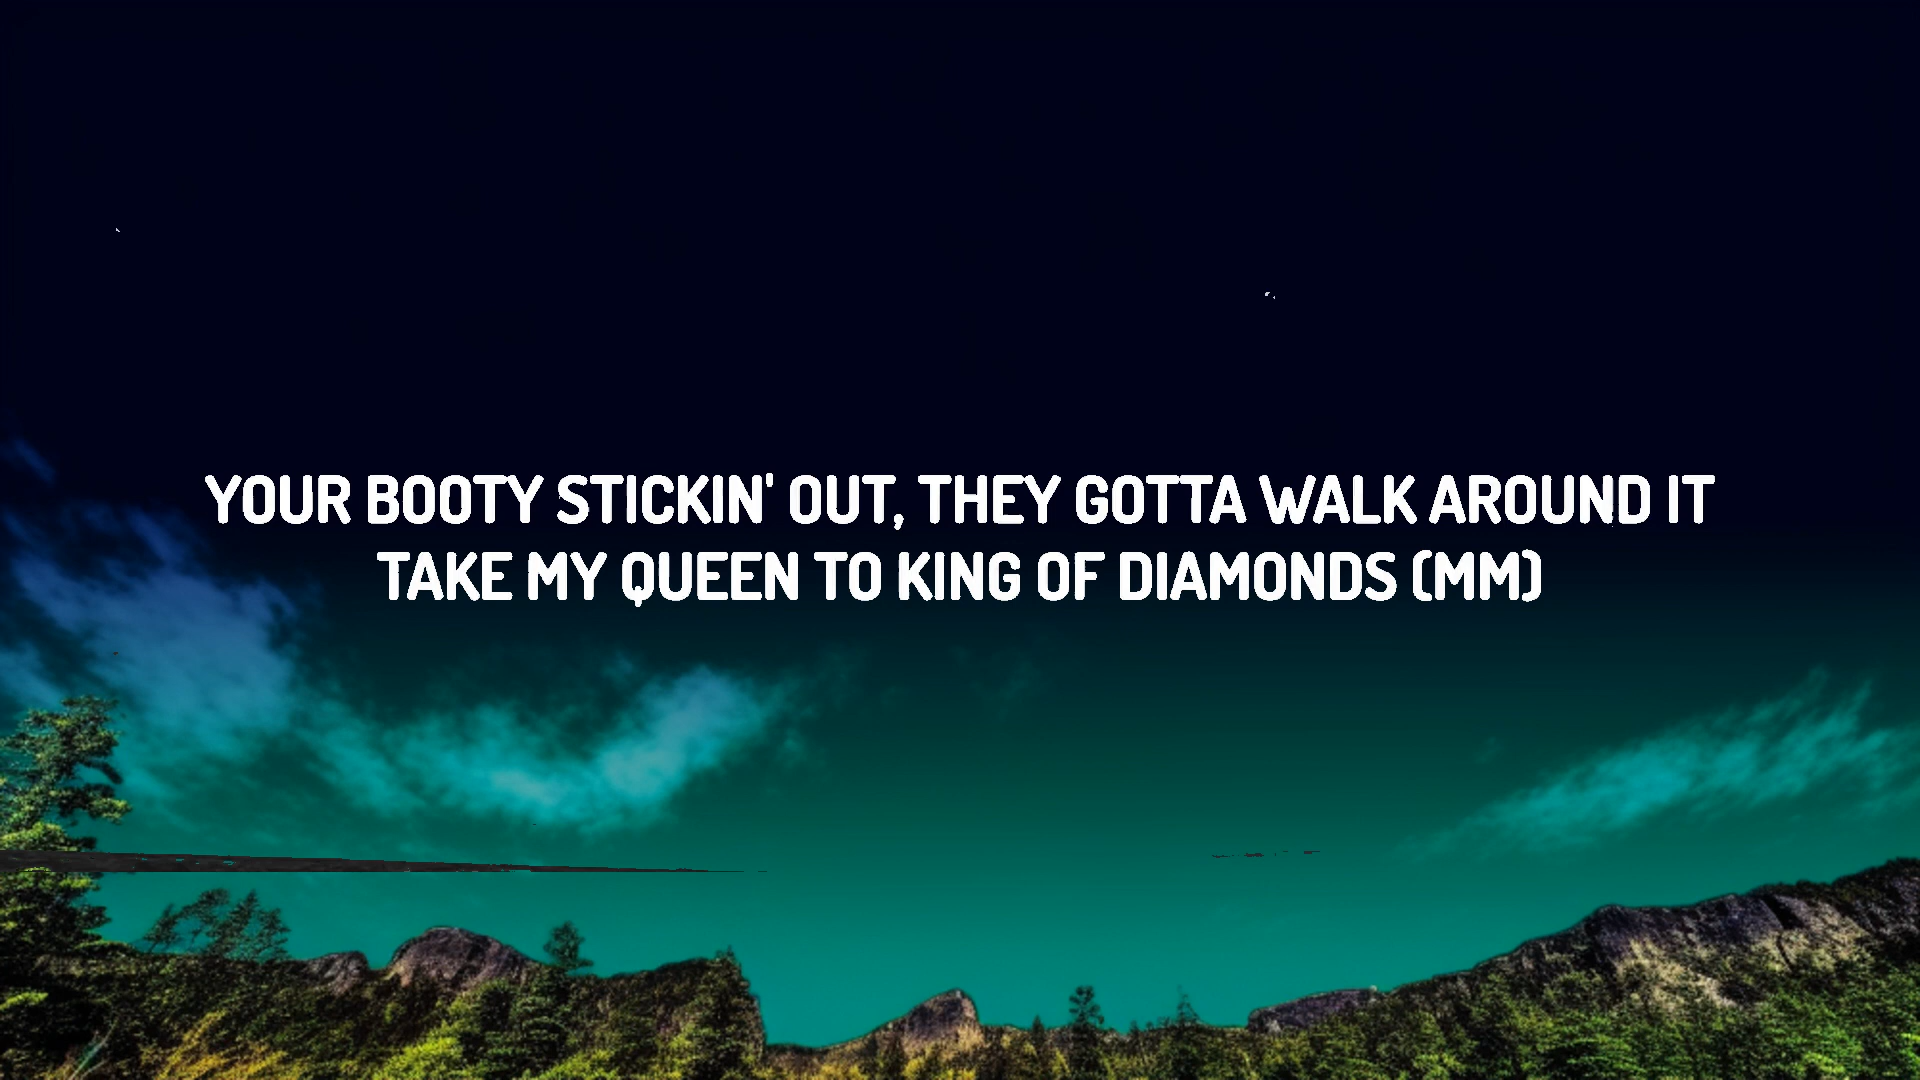 YOUR BOOTY STICKIN' OUT, THEY GOTTA WALK AROUND IT
TAKE MY QUEEN TO KING OF DIAMONDS (MM)